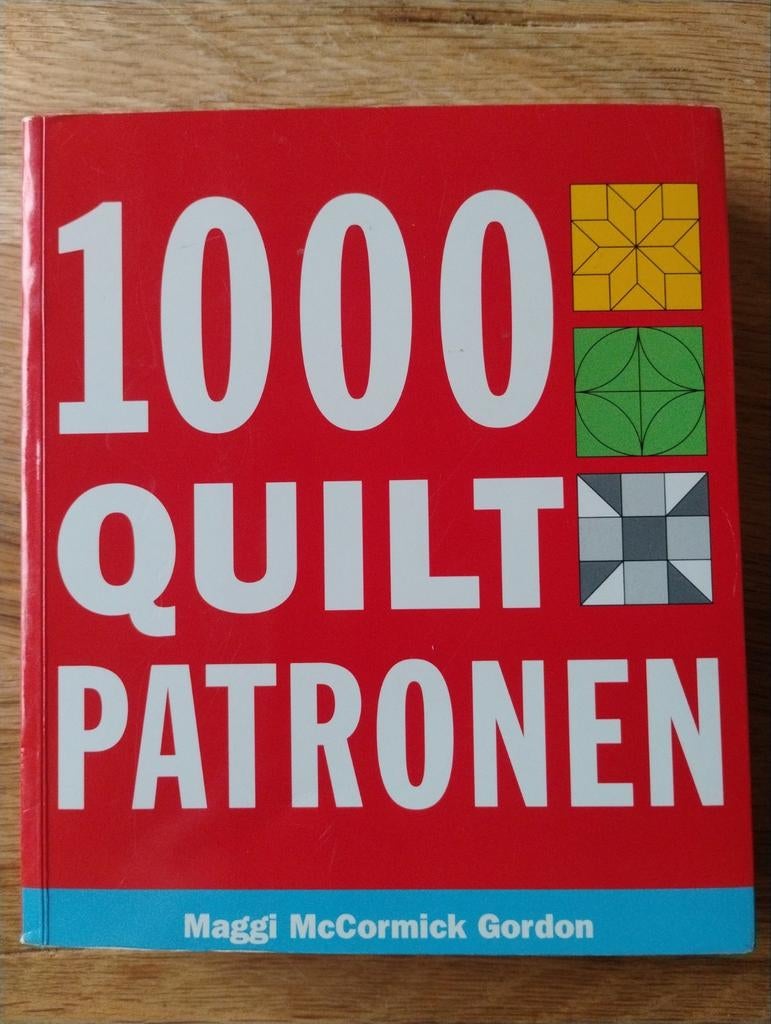 1000
QUILT
PATRONEN
Maggi McCormick Gordon